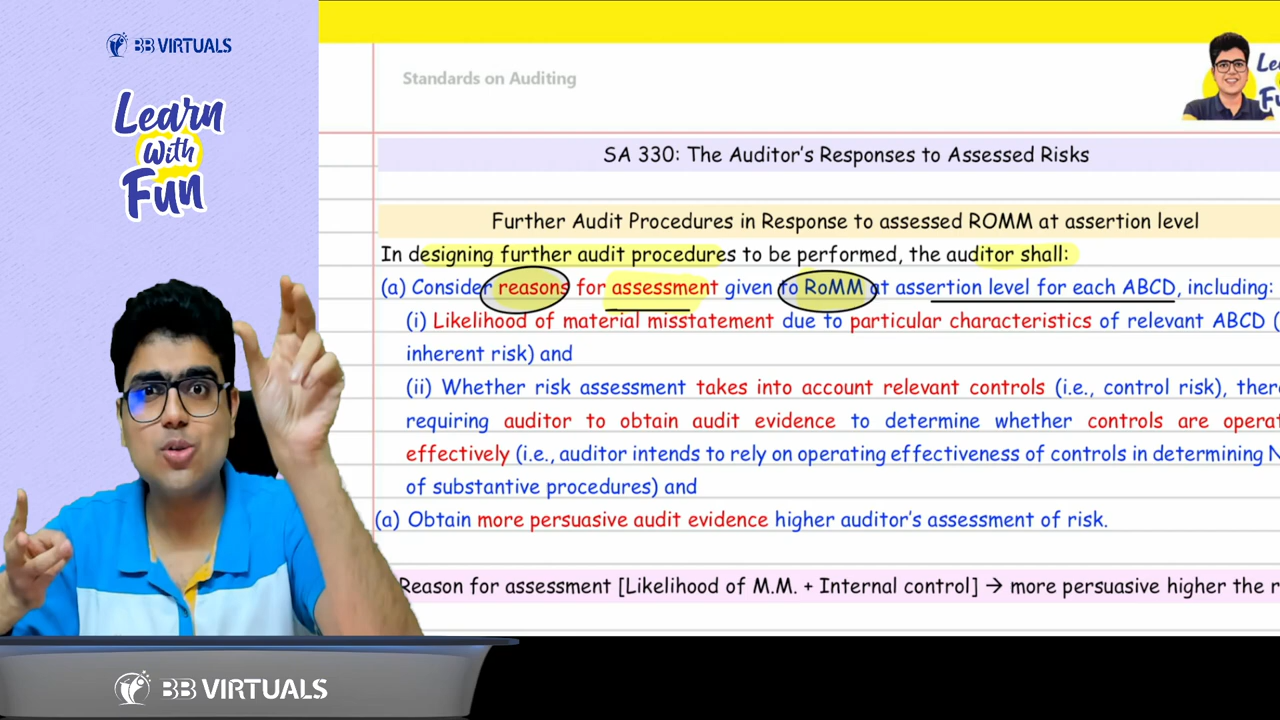 BB VIRTUALS
Learn
With
Fun
Standards on Auditing
SA 330: The Auditor's Responses to Assessed Risks
Further Audit Procedures in Response to assessed ROMM at assertion level
In designing further audit procedures to be performed, the auditor shall:
(a) Consider reasons for assessment given to RoMM at assertion level for each ABCD, including:
(i) Likelihood of material misstatement due to particular characteristics of relevant ABCD (
inherent risk) and
(ii) Whether risk assessment takes into account relevant controls (i.e., control risk),
requiring auditor to obtain audit evidence to determine whether controls are
effectively (i.e., auditor intends to rely on operating effectiveness of controls in determining
of substantive procedures) and
(a) Obtain more persuasive audit evidence higher auditor's assessment of risk.
Reason for assessment [Likelihood of M.M. + Internal control] → more persuasive higher the
BB VIRTUALS